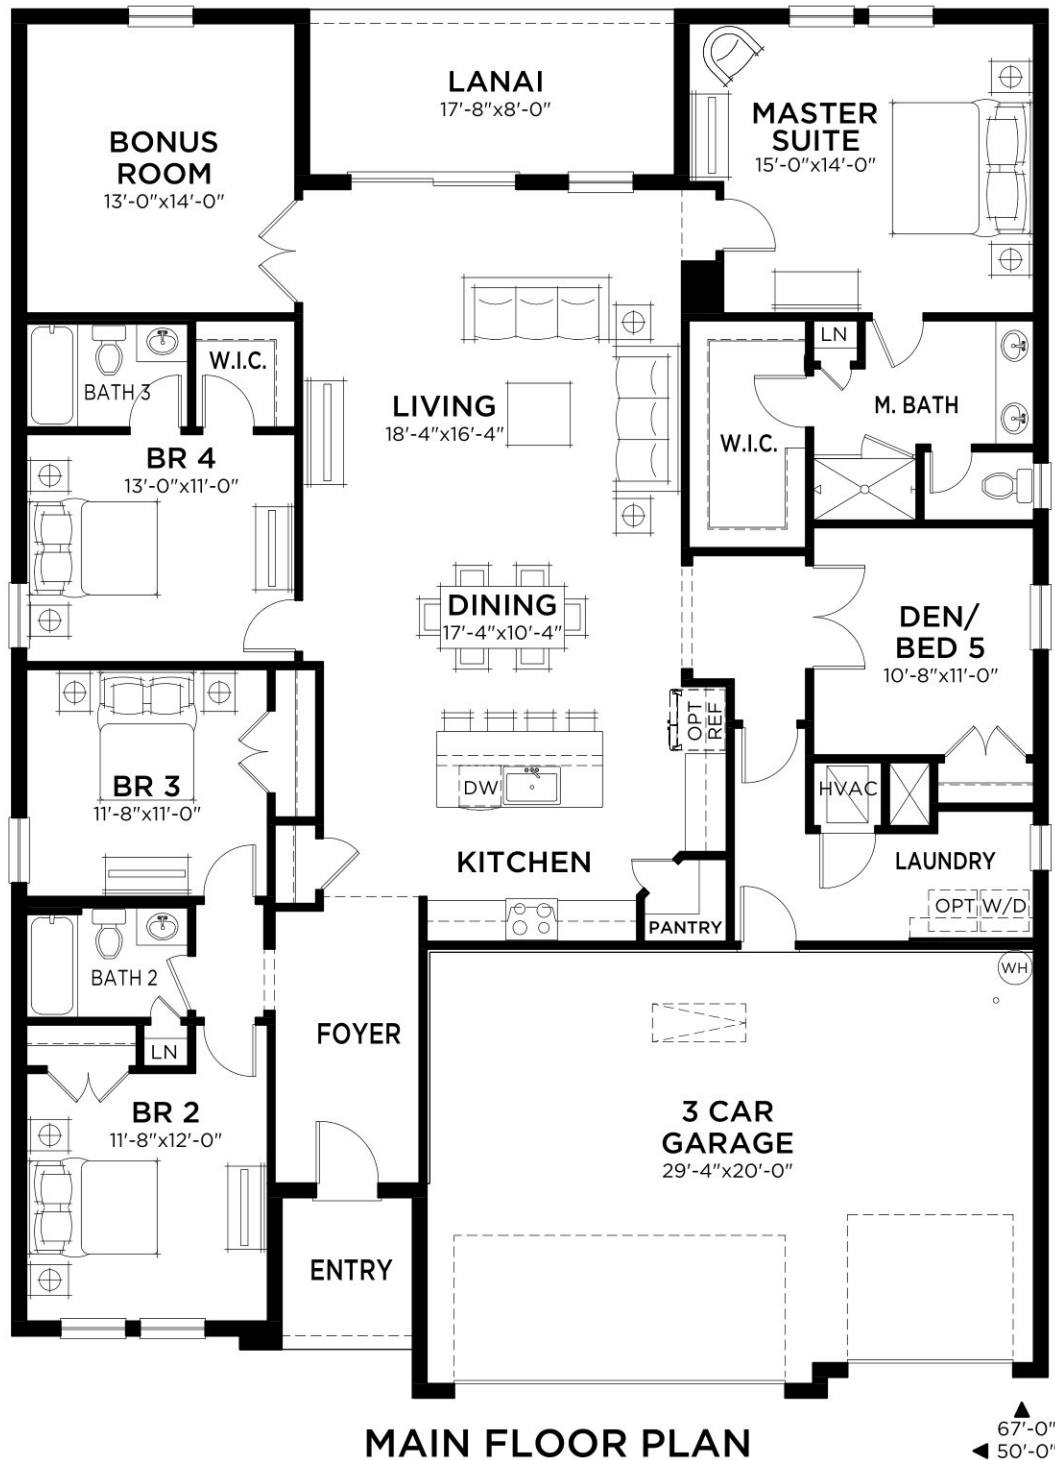 LANAI
17'-8"x8'-0"
BONUS
ROOM
13'-0"x14'-0"
MASTER
SUITE
15'-0"x14'-0"
BATH 3
W.I.C.
LN
LIVING
18'-4"x16'-4"
M. BATH
W.I.C.
BR 4
13'-0"x11'-0"
DINING
17'-4"x10'-4"
DEN/
BED 5
10'-8"x11'-0"
OPT
REF
BR 3
11'-8"x11'-0"
DW
HVAC
KITCHEN
LAUNDRY
OPT W/D
PANTRY
BATH 2
WH
FOYER
LN
BR 2
11'-8"x12'-0"
3 CAR
GARAGE
29'-4"x20'-0"
ENTRY
MAIN FLOOR PLAN
67'-0"
50'-0"